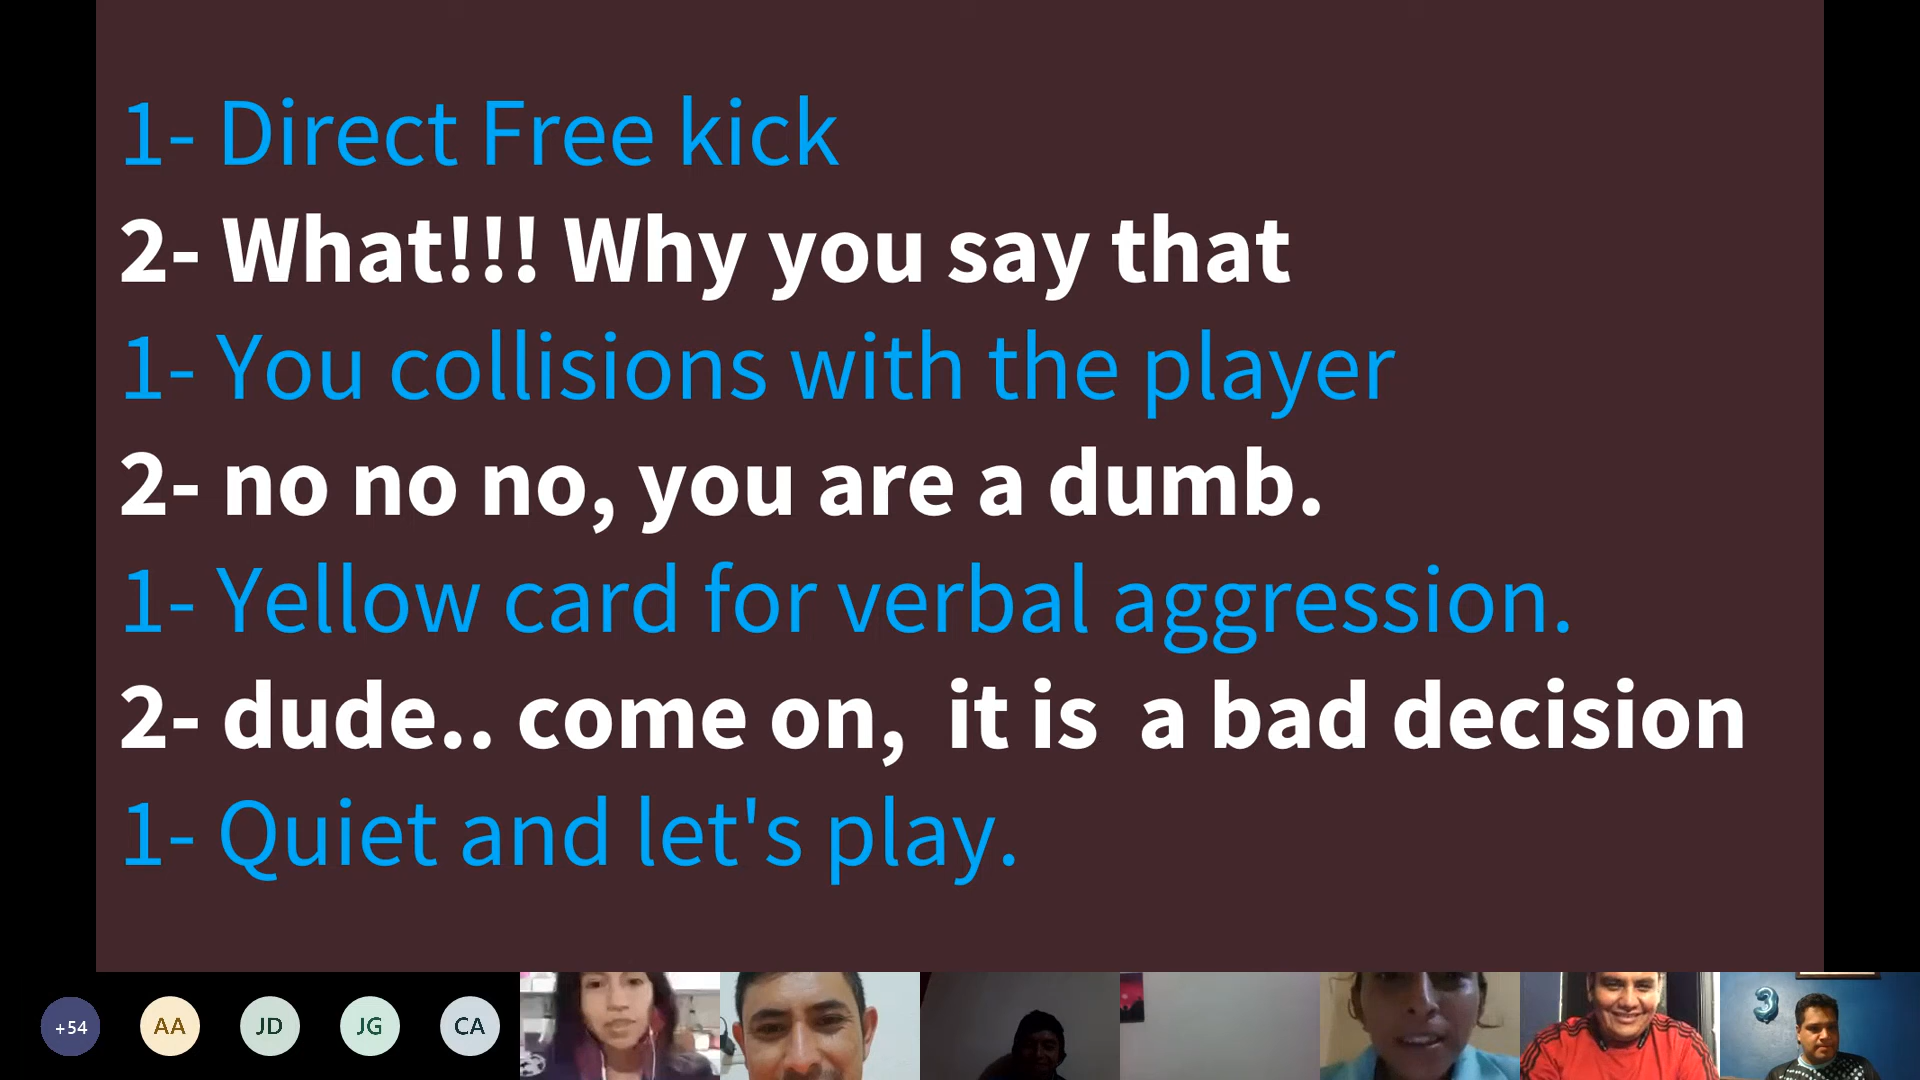 1- Direct Free kick
2- What!!! Why you say that
1- You collisions with the player
2- no no no, you are a dumb.
1- Yellow card for verbal aggression.
2- dude.. come on,  it is  a bad decision
1- Quiet and let's play.
+54 AA JD JG CA
3